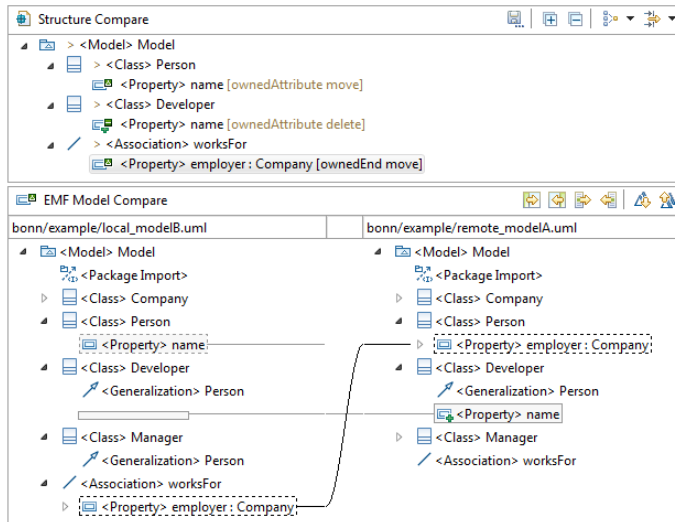 Structure Compare
> <Model> Model
> <Class> Person
<Property> name [ownedAttribute move]
> <Class> Developer
<Property> name [ownedAttribute delete]
> <Association> worksFor
<Property> employer : Company [ownedEnd move]
EMF Model Compare
bonn/example/local_modelB.uml
bonn/example/remote_modelA.uml
<Model> Model
<Package Import>
<Class> Company
<Class> Person
<Property> name
<Class> Developer
<Generalization> Person
<Class> Manager
<Generalization> Person
<Association> worksFor
<Property> employer : Company
<Model> Model
<Package Import>
<Class> Company
<Class> Person
<Property> employer : Company
<Class> Developer
<Generalization> Person
<Property> name
<Class> Manager
<Association> worksFor